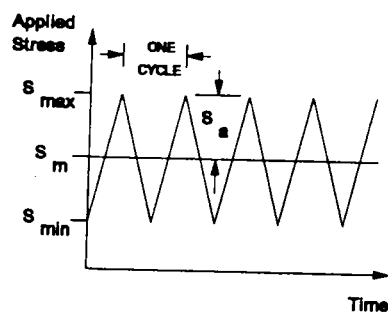 Applied
Stress
ONE
CYCLE
S max
S a
S m
S min
Time